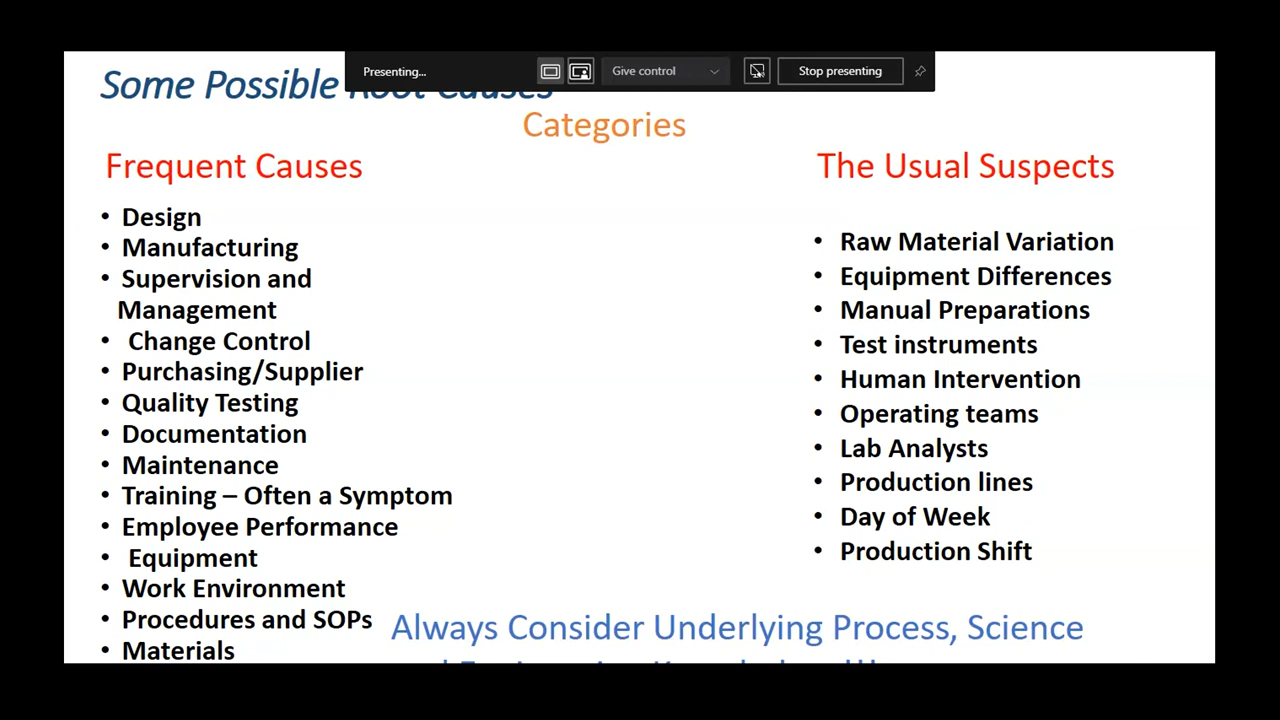 Presenting...
Give control
Stop presenting
Some Possible Root Causes
Categories
Frequent Causes
• Design
• Manufacturing
• Supervision and
Management
• Change Control
• Purchasing/Supplier
• Quality Testing
• Documentation
• Maintenance
• Training – Often a Symptom
• Employee Performance
• Equipment
• Work Environment
• Procedures and SOPs
• Materials
The Usual Suspects
• Raw Material Variation
• Equipment Differences
• Manual Preparations
• Test instruments
• Human Intervention
• Operating teams
• Lab Analysts
• Production lines
• Day of Week
• Production Shift
Always Consider Underlying Process, Science